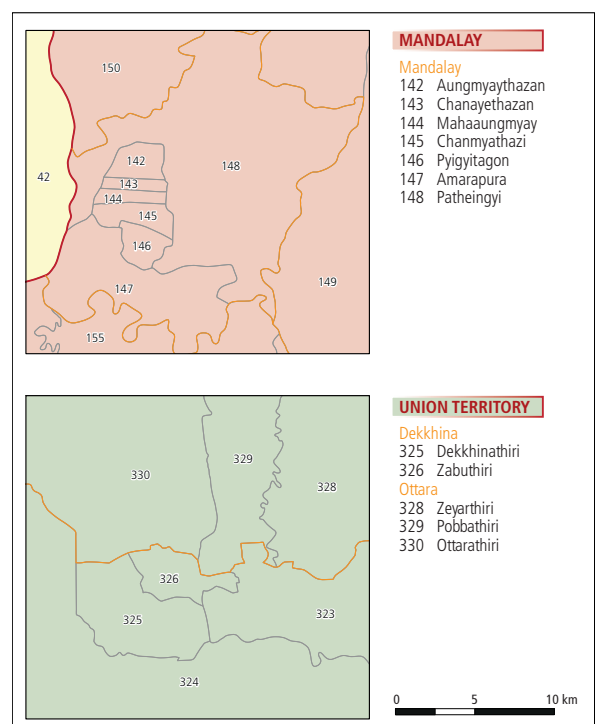 MANDALAY
Mandalay
142 Aungmyaythazan
143 Chanayethazan
144 Mahaaungmyay
145 Chanmyathazi
146 Pyigyitagon
147 Amarapura
148 Patheingyi
150
142
148
42
143
144
145
146
147
149
155
UNION TERRITORY
Dekkhina
325 Dekkhinathiri
326 Zabuthiri
Ottara
328 Zeyarthiri
329 Pobbathiri
330 Ottarathiri
329
330
328
326
325
323
324
0 5 10 km